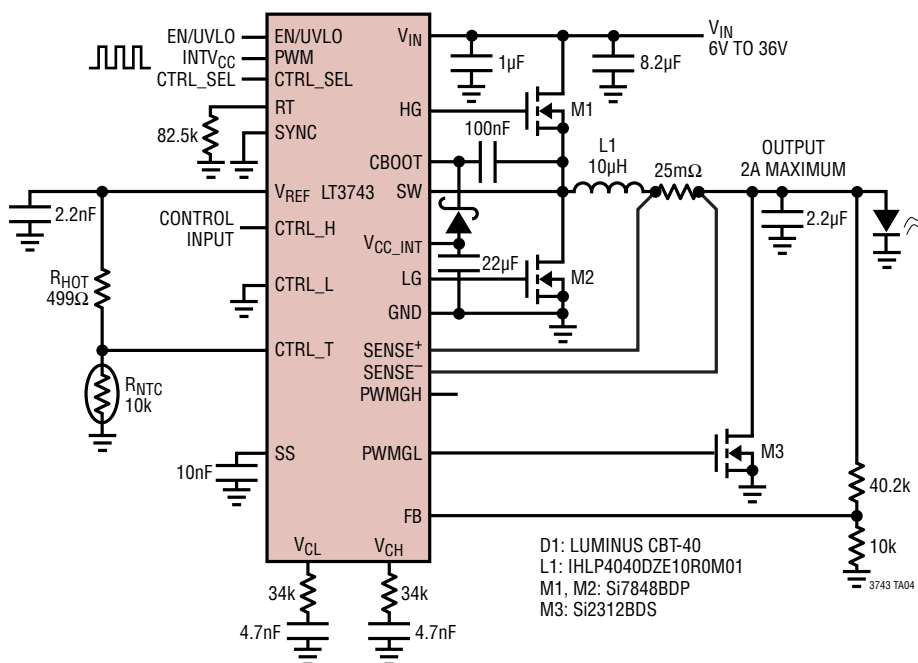 EN/UVLO
INTVCC
CTRL_SEL
EN/UVLO
PWM
CTRL_SEL
RT
82.5k
SYNC
VREF LT3743
2.2nF
CONTROL
INPUT
CTRL_H
RHOT
499Ω
CTRL_L
CTRL_T
RNTC
10k
SS
10nF
VCL
VCH
34k
34k
4.7nF
4.7nF
VIN
HG
CBOOT
SW
VCC_INT
LG
GND
SENSE+
SENSE–
PWMGH
PWMGL
FB
VIN
6V TO 36V
1µF
8.2µF
M1
100nF
L1
10µH
25mΩ
OUTPUT
2A MAXIMUM
2.2µF
22µF
M2
M3
40.2k
10k
D1: LUMINUS CBT-40
L1: IHLP4040DZE10R0M01
M1, M2: Si7848BDP
M3: Si2312BDS
3743 TA04